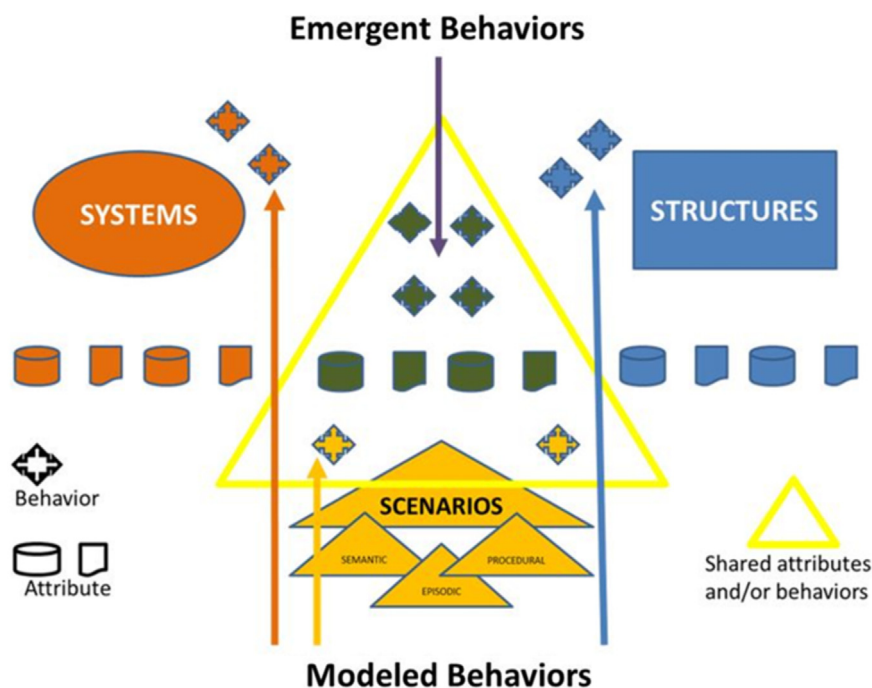 Emergent Behaviors
SYSTEMS
STRUCTURES
Behavior
Attribute
SCENARIOS
SEMANTIC
PROCEDURAL
EPISODIC
Shared attributes
and/or behaviors
Modeled Behaviors